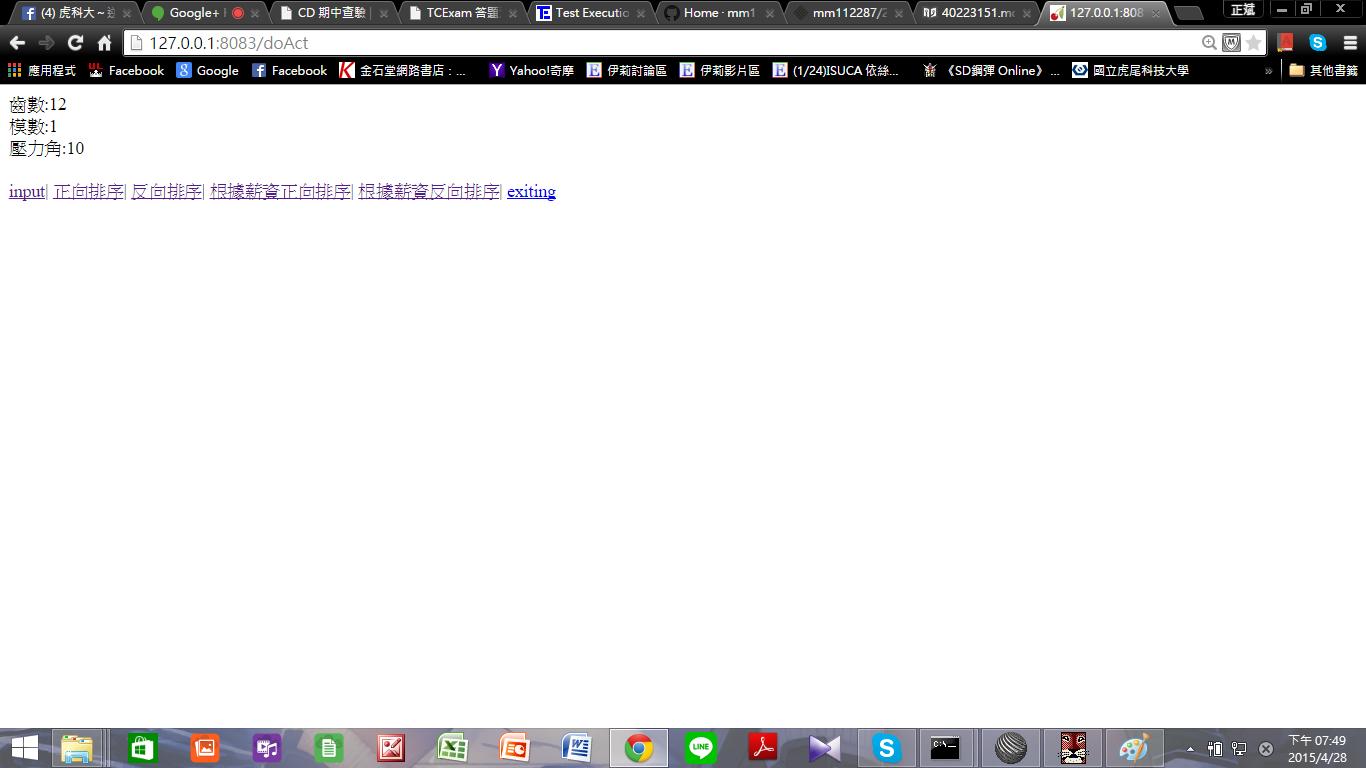 (4) 虎科大~
Google+
CD 期中查驗
TCExam 答題
Test Executio
Home · mm1
mm112287/2
40223151.mc
127.0.0.1:808
正斌
127.0.0.1:8083/doAct
應用程式 Facebook Google Facebook 金石堂網路書店:... Yahoo!奇摩 伊莉討論區 伊莉影片區 (1/24)ISUCA 依絲... 《SD鋼彈 Online》 ... 國立虎尾科技大學 » 其他書籤
齒數:12
模數:1
壓力角:10
input| 正向排序| 反向排序| 根據薪資正向排序| 根據薪資反向排序| exiting
LINE
C:\
下午 07:49
2015/4/28